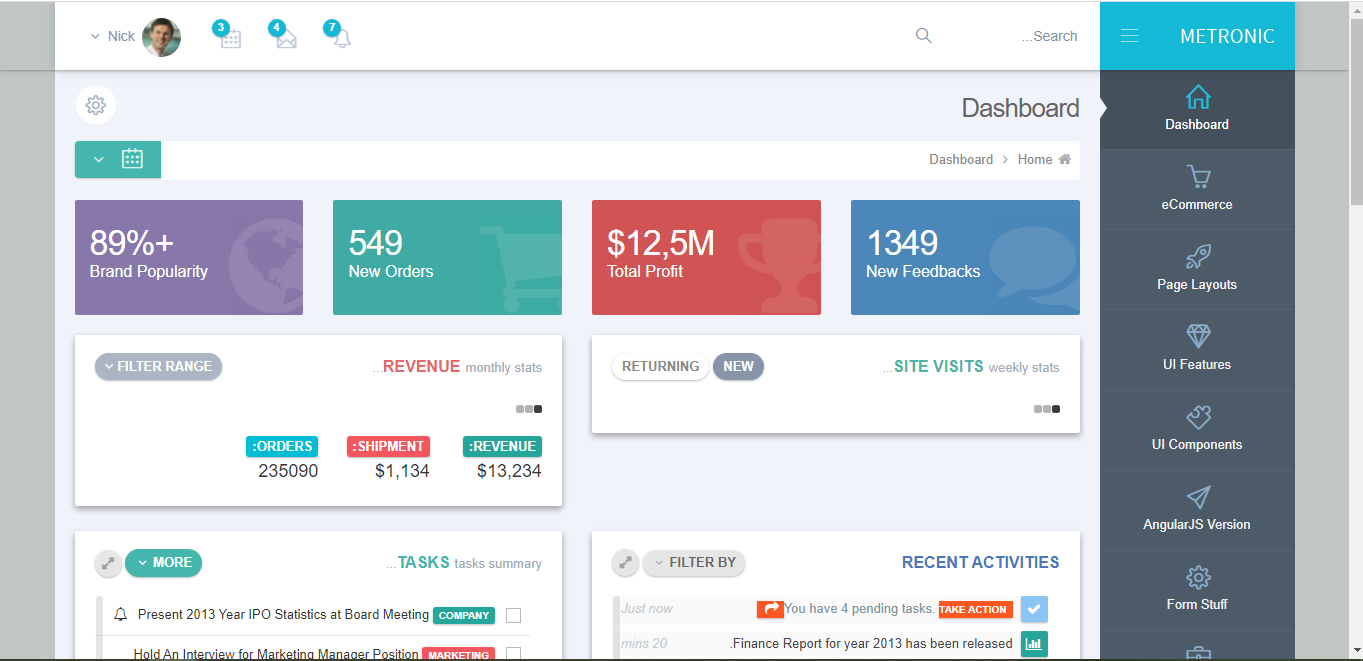 Nick
3
4
7
...Search
METRONIC
Dashboard
Dashboard > Home
89%+
Brand Popularity
549
New Orders
$12,5M
Total Profit
1349
New Feedbacks
FILTER RANGE
...REVENUE monthly stats
:ORDERS
235090
:SHIPMENT
$1,134
:REVENUE
$13,234
RETURNING
NEW
...SITE VISITS weekly stats
MORE
...TASKS tasks summary
Present 2013 Year IPO Statistics at Board Meeting COMPANY
Hold An Interview for Marketing Manager Position MARKETING
FILTER BY
RECENT ACTIVITIES
Just now
You have 4 pending tasks. TAKE ACTION
mins 20
.Finance Report for year 2013 has been released
Dashboard
eCommerce
Page Layouts
UI Features
UI Components
AngularJS Version
Form Stuff